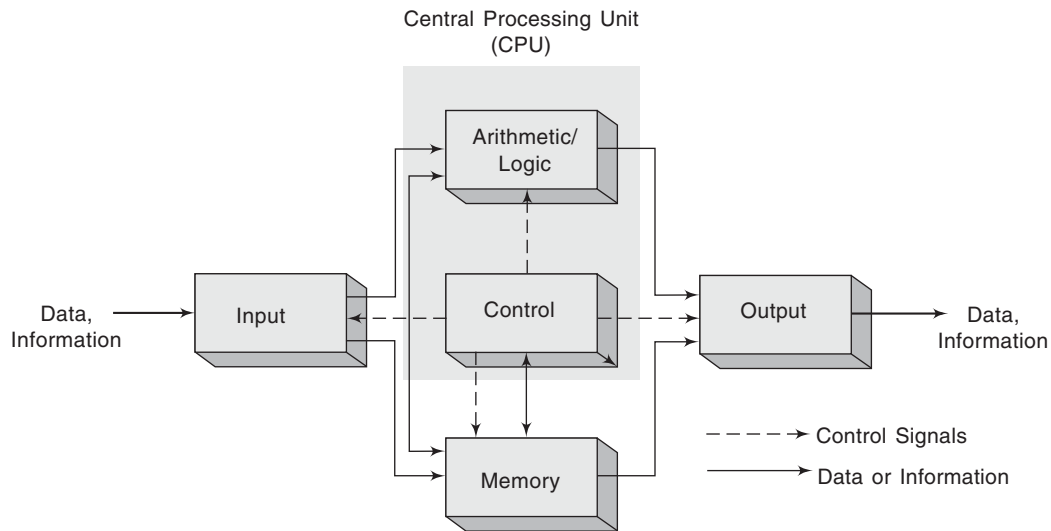 Central Processing Unit
(CPU)
Arithmetic/
Logic
Data,
Information
Input
Control
Output
Data,
Information
Memory
Control Signals
Data or Information